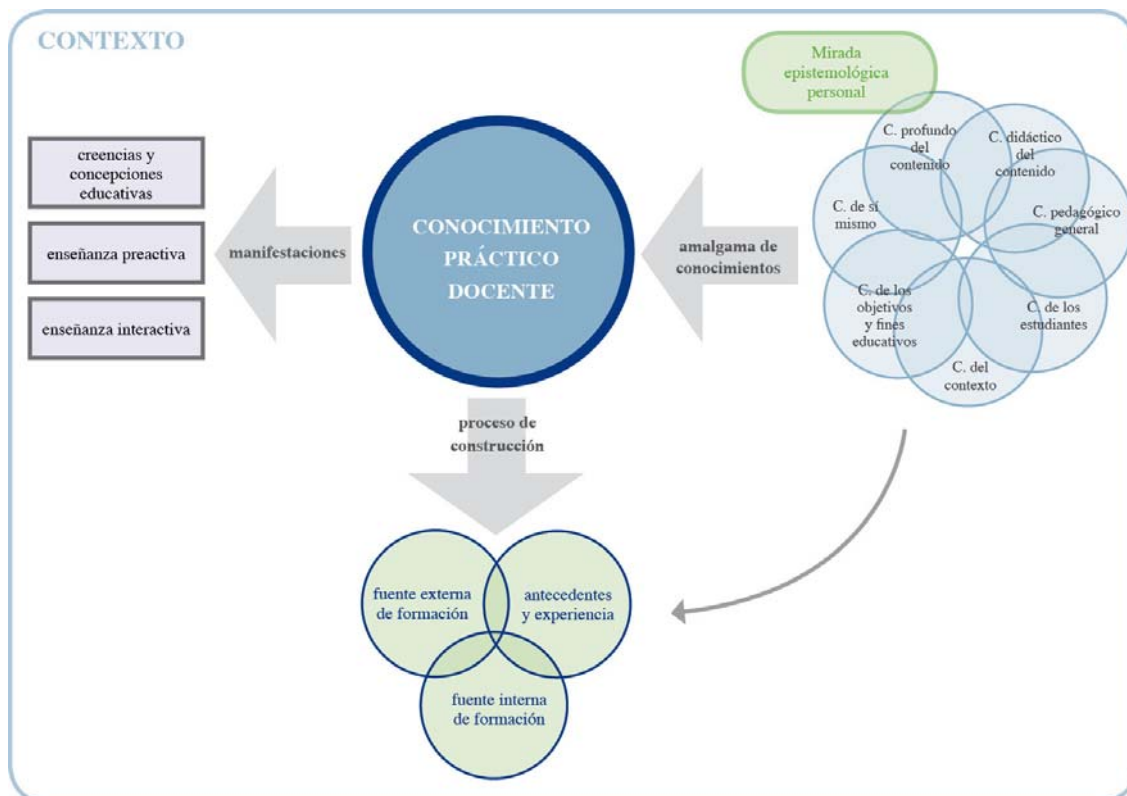 CONTEXTO
Mirada
epistemológica
personal
creencias y
concepciones
educativas
enseñanza preactiva
enseñanza interactiva
manifestaciones
CONOCIMIENTO
PRÁCTICO
DOCENTE
amalgama de
conocimientos
C. profundo
del
contenido
C. didáctico
del
contenido
C. de sí
mismo
C. pedagógico
general
C. de los
objetivos
y fines
educativos
C. de los
estudiantes
C. del
contexto
proceso de
construcción
fuente externa
de formación
antecedentes
y experiencia
fuente interna
de formación